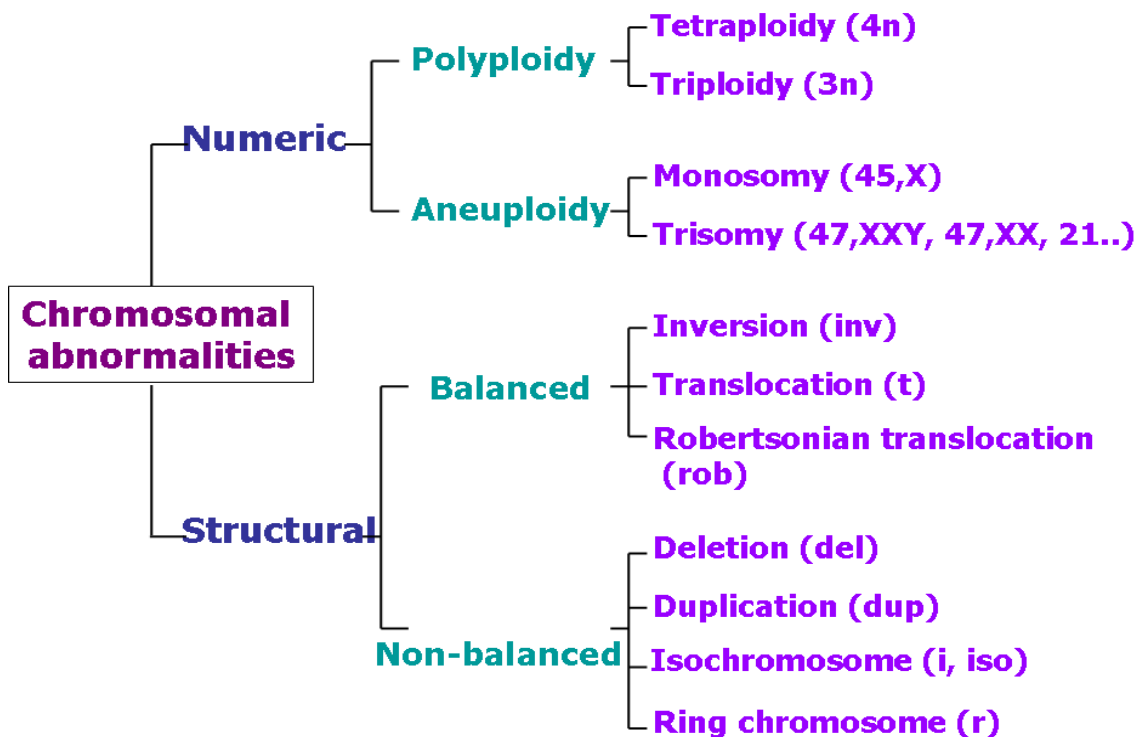 Tetraploidy (4n)
Polyploidy
Triploidy (3n)
Numeric
Monosomy (45,X)
Aneuploidy
Trisomy (47,XXY, 47,XX, 21..)
Chromosomal
abnormalities
Inversion (inv)
Balanced
Translocation (t)
Robertsonian translocation
(rob)
Structural
Deletion (del)
Duplication (dup)
Non-balanced
Isochromosome (i, iso)
Ring chromosome (r)